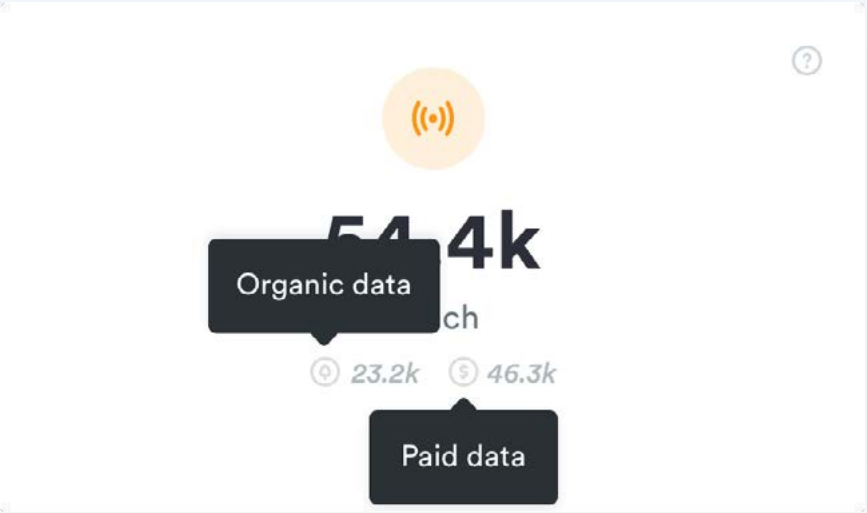 ?
54.4k
Organic data
ch
23.2k $ 46.3k
Paid data